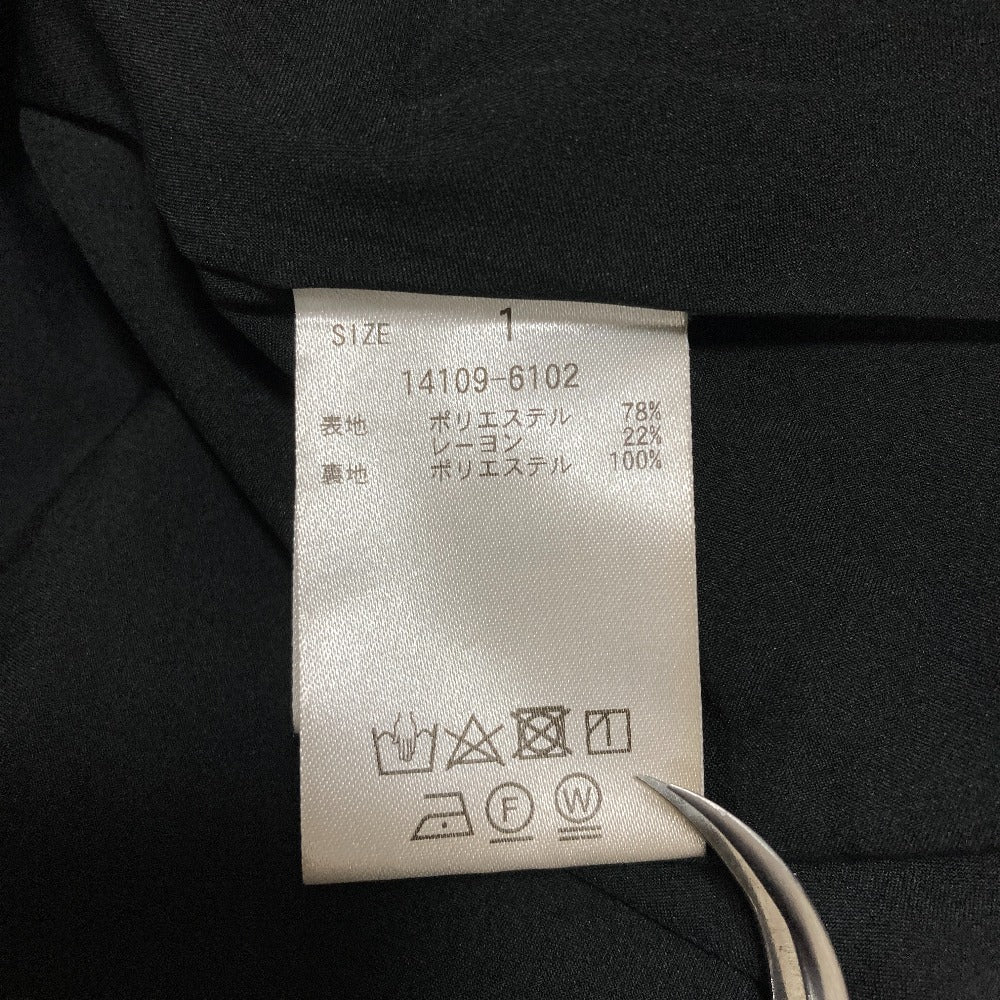 SIZE 1
14109-6102
表地 ポリエステル 78%
レーヨン 22%
裏地 ポリエステル 100%
F W